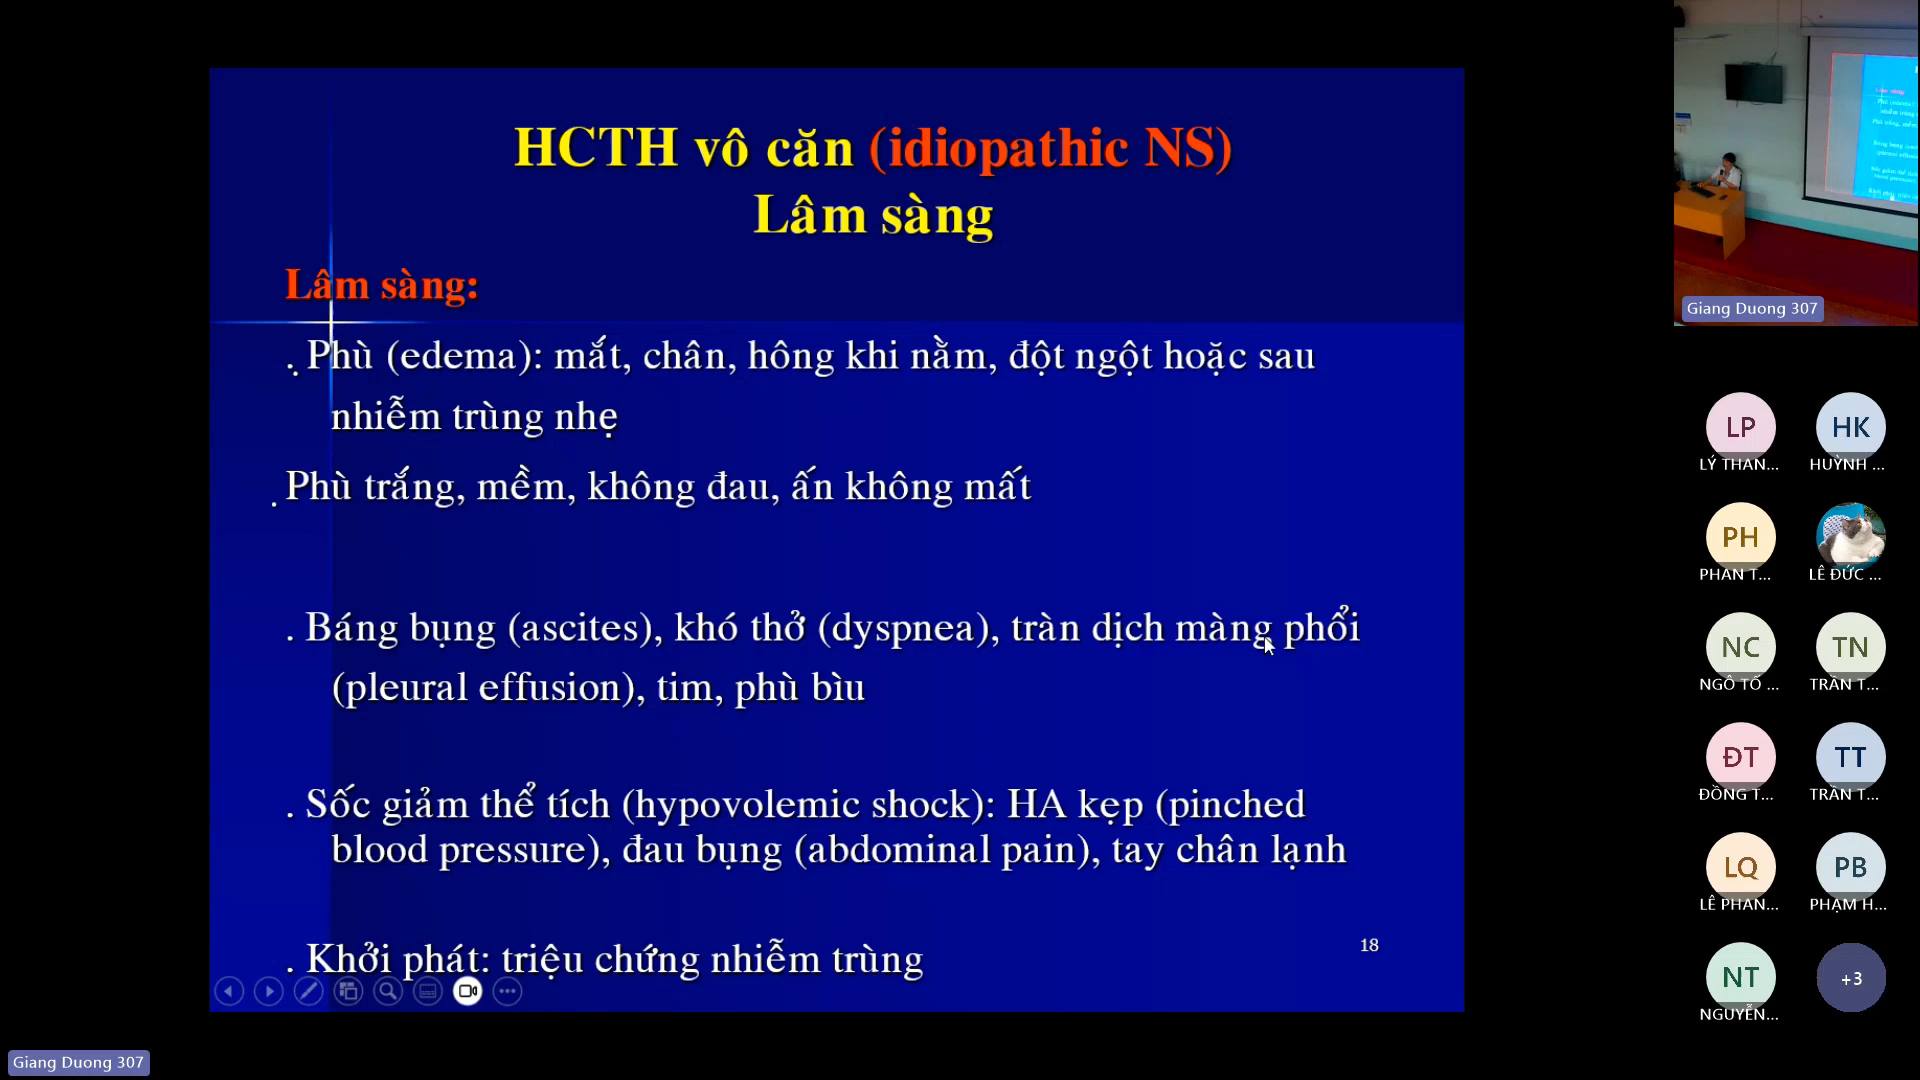 HCTH vô căn (idiopathic NS)
Lâm sàng
Lâm sàng:
. Phù (edema): mắt, chân, hông khi nằm, đột ngột hoặc sau
nhiễm trùng nhẹ
. Phù trắng, mềm, không đau, ấn không mất
. Báng bụng (ascites), khó thở (dyspnea), tràn dịch màng phổi
(pleural effusion), tim, phù bìu
. Sốc giảm thể tích (hypovolemic shock): HA kẹp (pinched
blood pressure), đau bụng (abdominal pain), tay chân lạnh
. Khởi phát: triệu chứng nhiễm trùng
18
Giang Duong 307
Giang Duong 307
LP
LÝ THAN...
HK
HUỲNH ...
PH
PHAN T...
LÊ ĐỨC ...
NC
NGÔ TỐ ...
TN
TRẦN T...
ĐT
ĐỒNG T...
TT
TRẦN T...
LQ
LÊ PHAN...
PB
PHẠM H...
NT
NGUYỄN...
+3